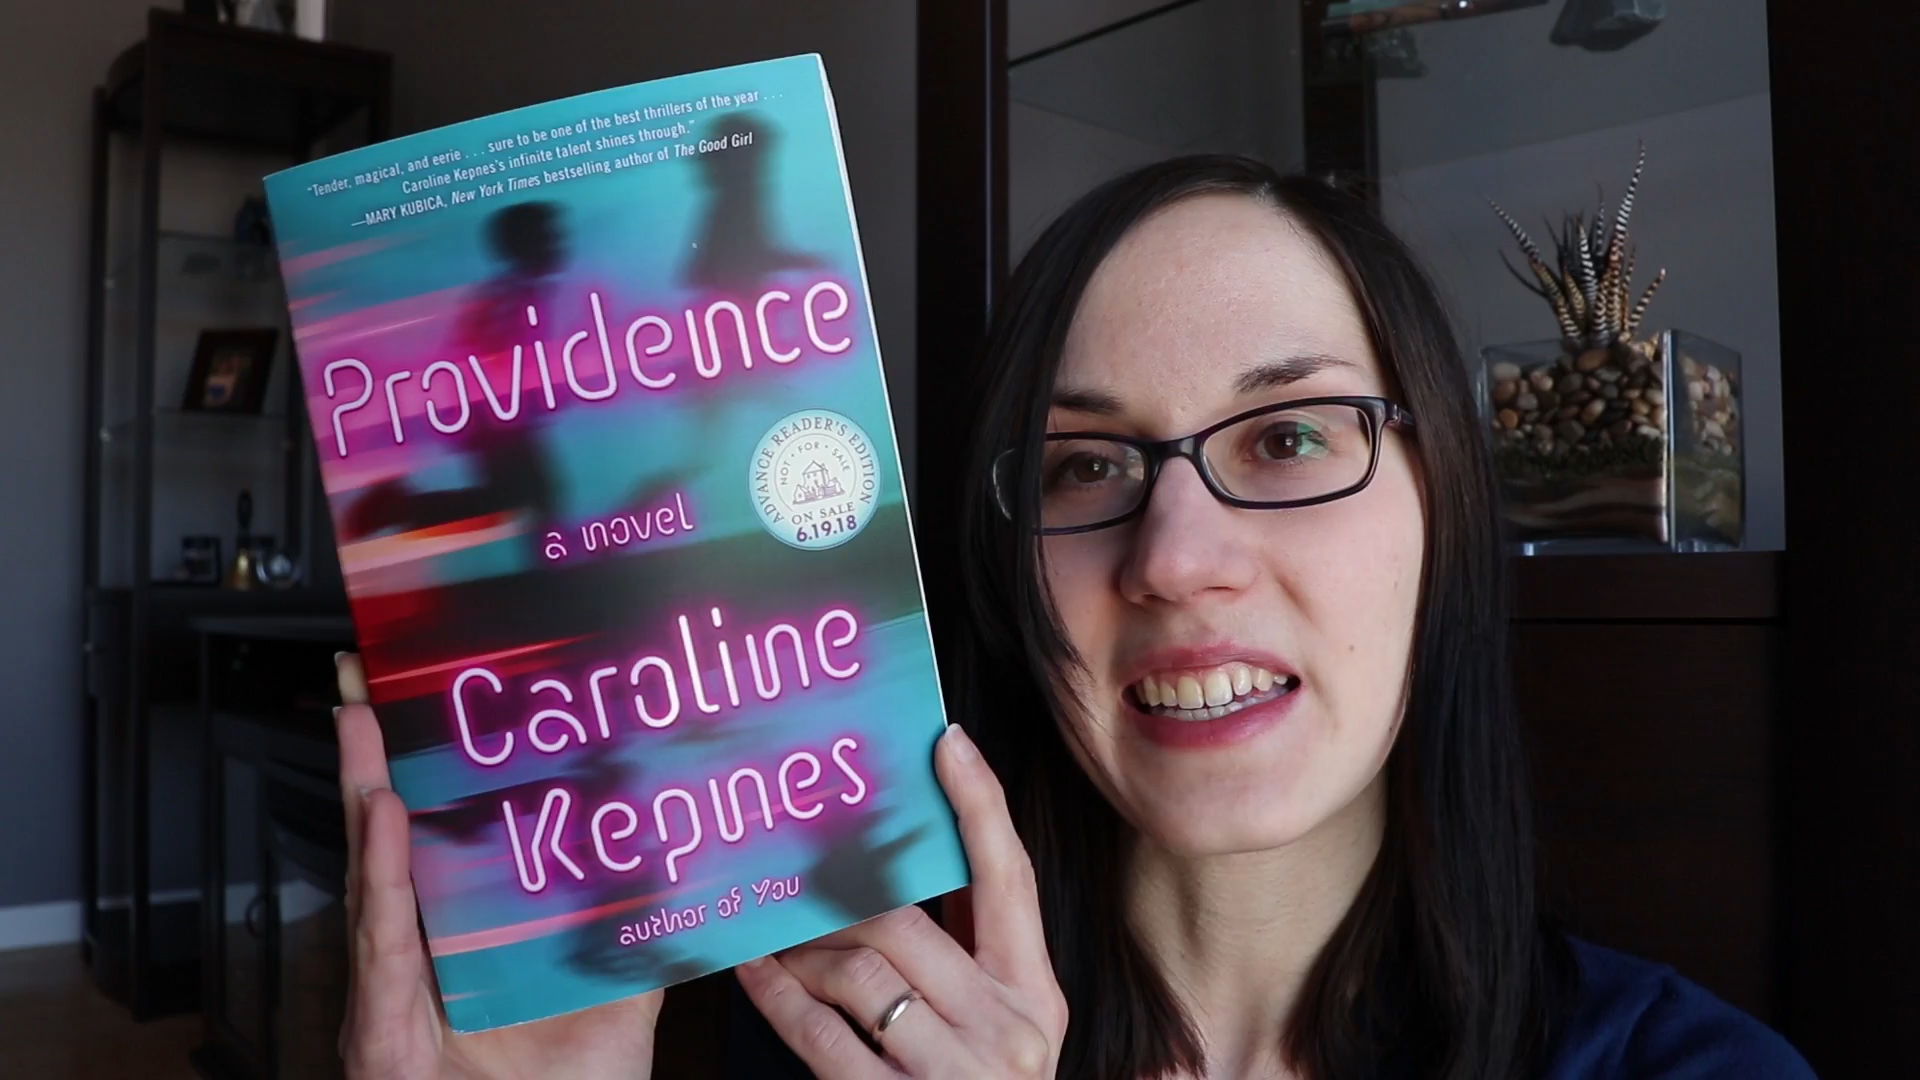 “Tender, magical, and eerie . . . sure to be one of the best thrillers of the year . . .
Caroline Kepnes’s infinite talent shines through.”
—MARY KUBICA, New York Times bestselling author of The Good Girl
Providence
a novel
ADVANCE READER'S EDITION
NOT • FOR • SALE
ON SALE
6.19.18
Caroline
Kepnes
author of You